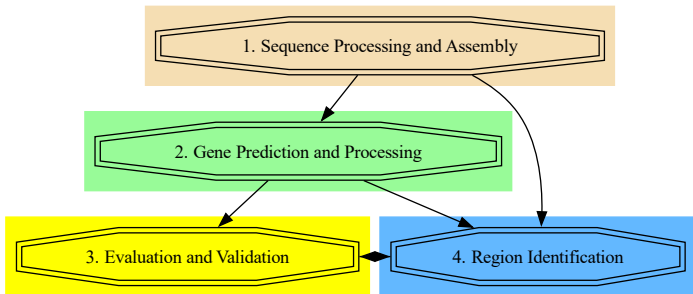 1. Sequence Processing and Assembly
2. Gene Prediction and Processing
3. Evaluation and Validation
4. Region Identification